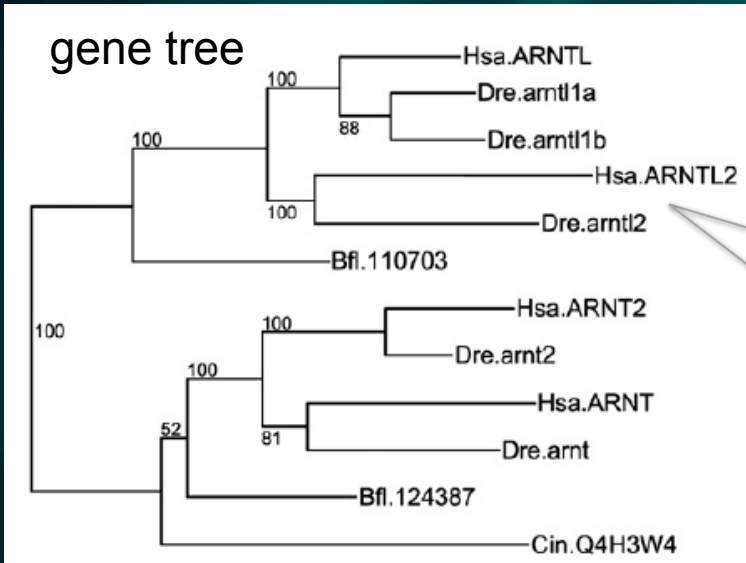 gene tree
Hsa.ARNTL
100
Dre.arntl1a
88
Dre.arntl1b
100
Hsa.ARNTL2
100
Dre.arntl2
Bfl.110703
100
Hsa.ARNT2
100
Dre.arnt2
100
Hsa.ARNT
52
81
Dre.arnt
Bfl.124387
Cin.Q4H3W4